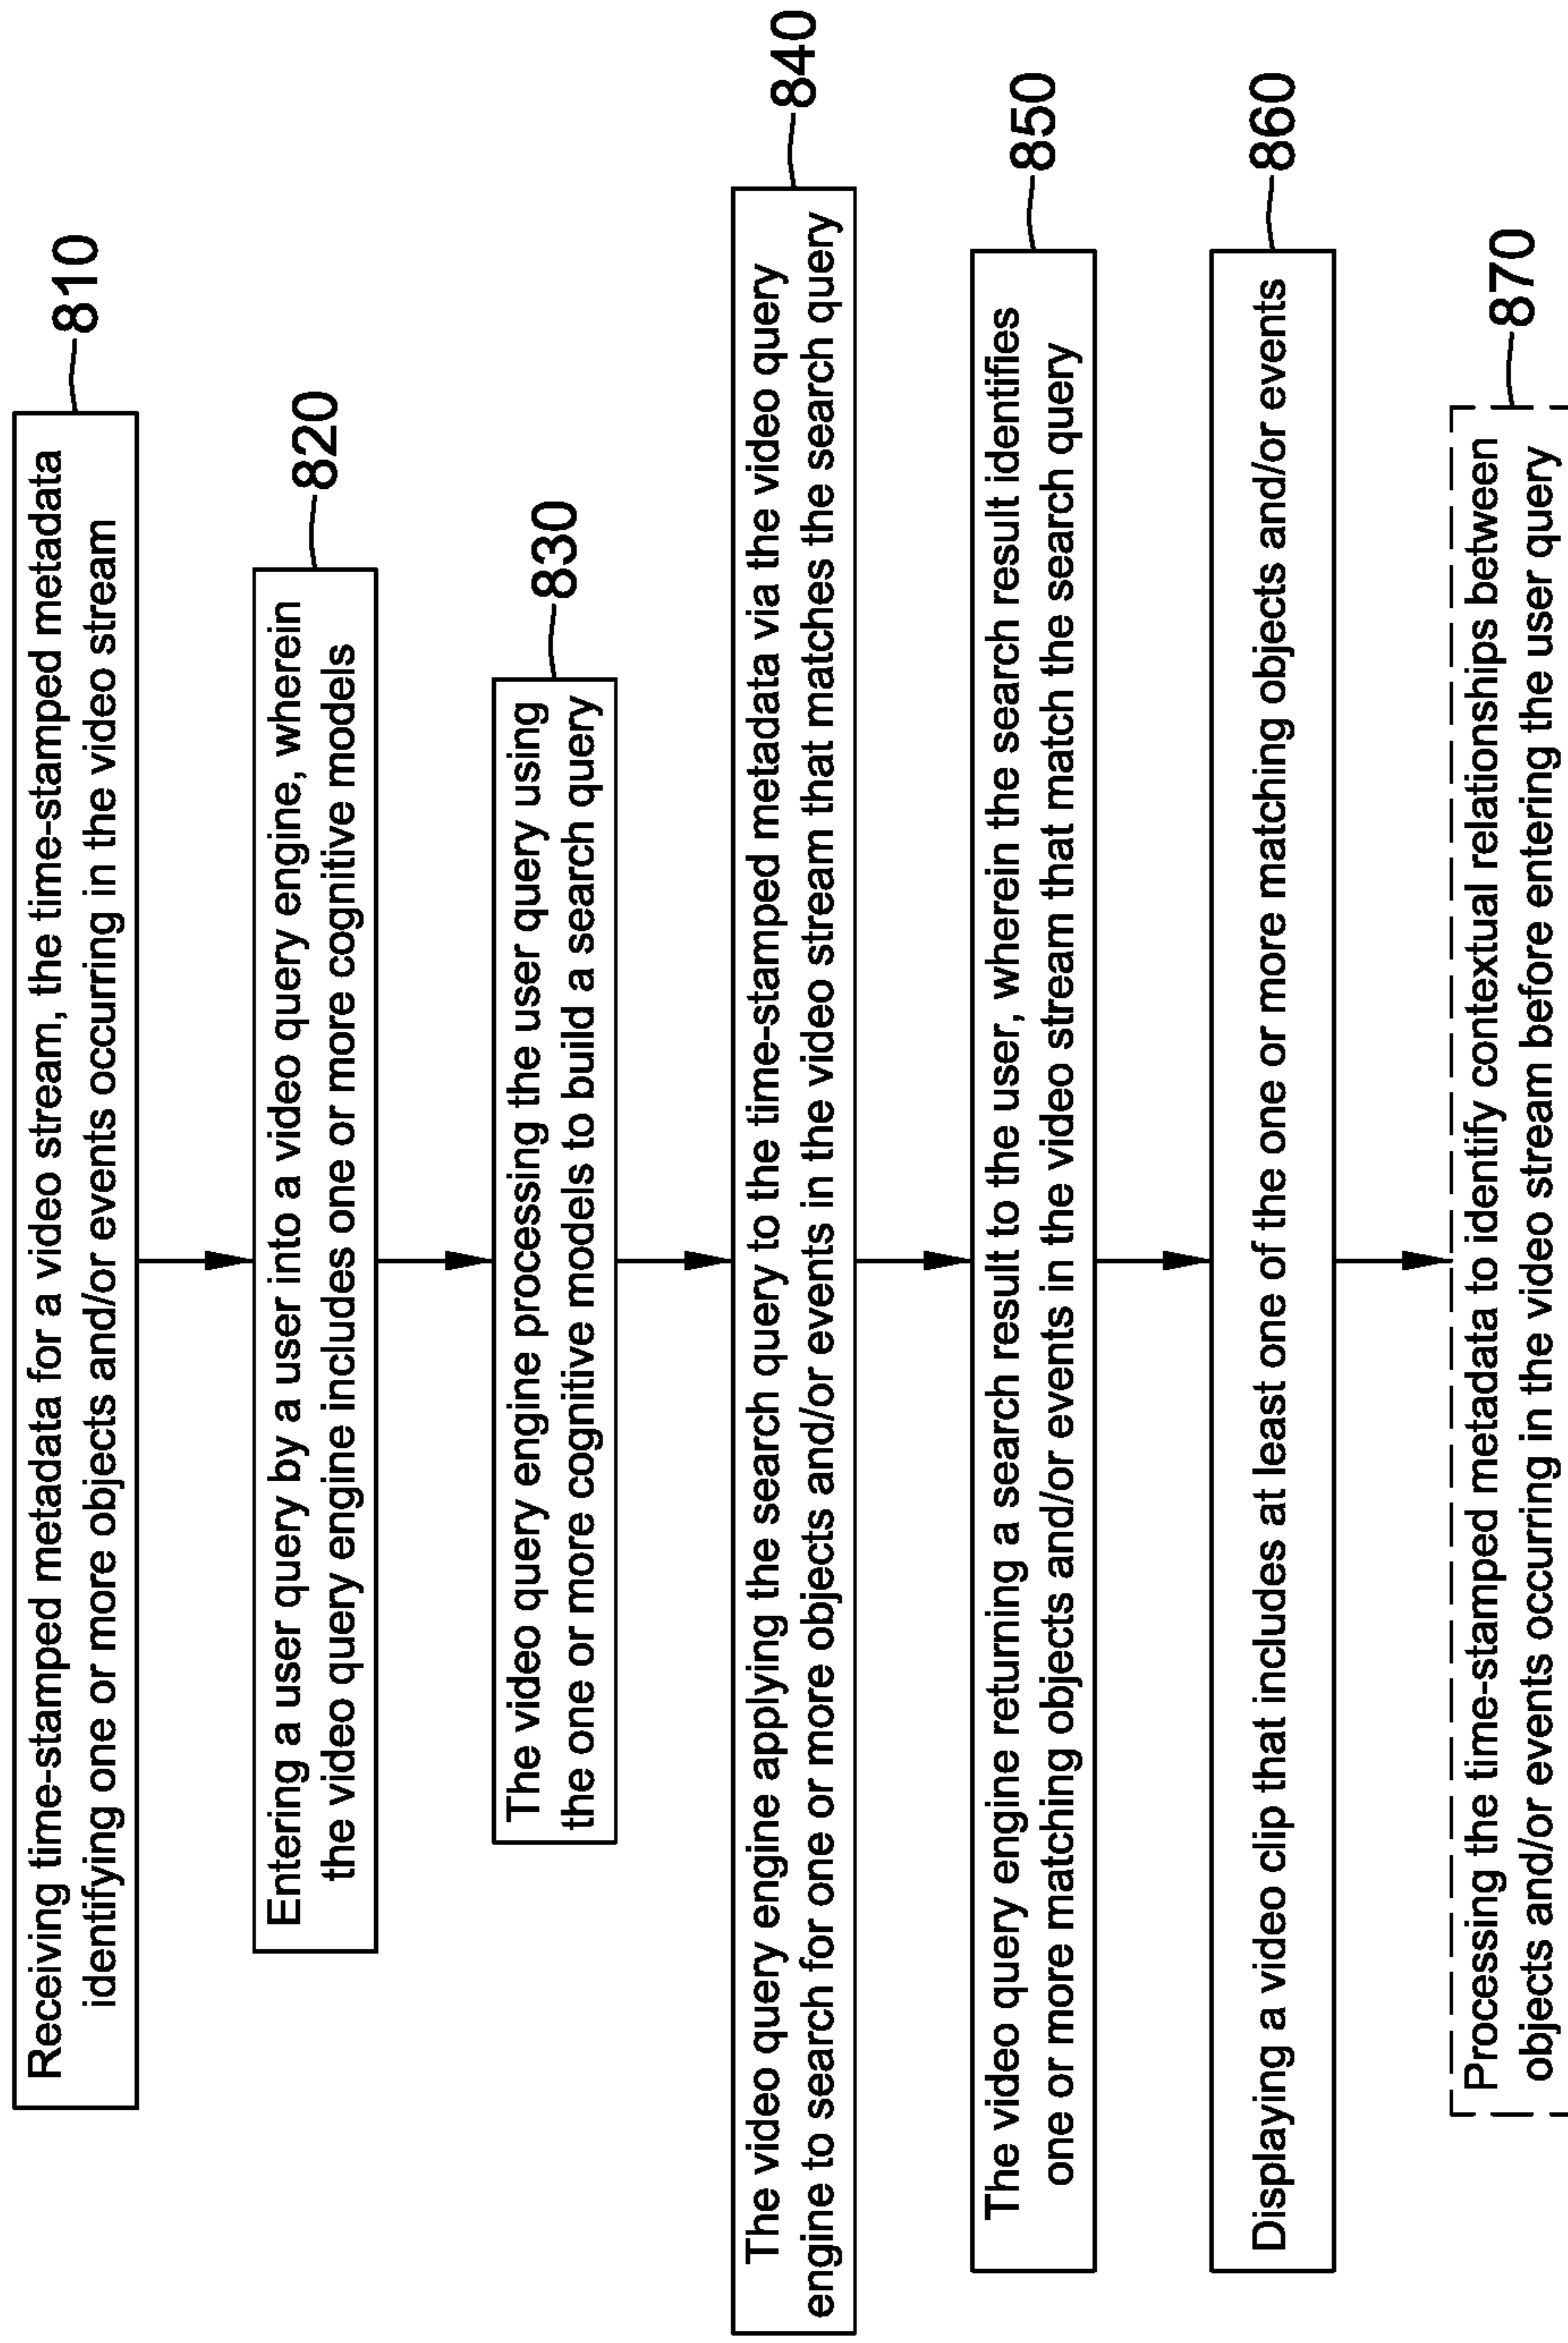 Receiving time-stamped metadata for a video stream, the time-stamped metadata
identifying one or more objects and/or events occurring in the video stream
810
Entering a user query by a user into a video query engine, wherein
the video query engine includes one or more cognitive models
820
The video query engine processing the user query using
the one or more cognitive models to build a search query
830
The video query engine applying the search query to the time-stamped metadata via the video query
engine to search for one or more objects and/or events in the video stream that matches the search query
840
The video query engine returning a search result to the user, wherein the search result identifies
one or more matching objects and/or events in the video stream that match the search query
850
Displaying a video clip that includes at least one of the one or more matching objects and/or events
860
Processing the time-stamped metadata to identify contextual relationships between
objects and/or events occurring in the video stream before entering the user query
870